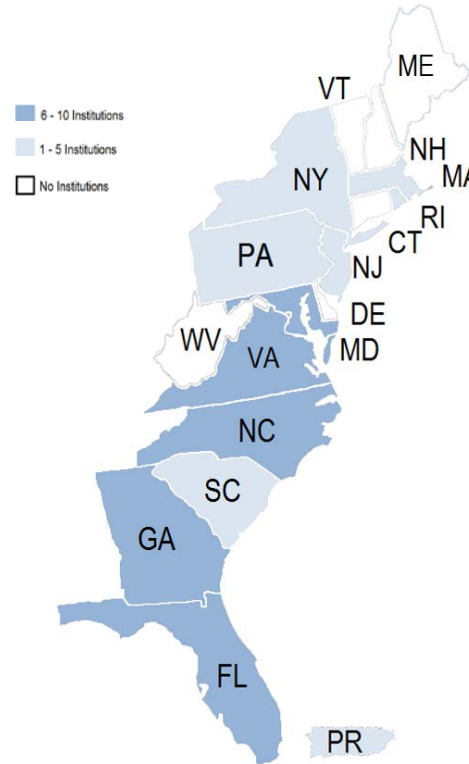 ME
VT
6 - 10 Institutions
1 - 5 Institutions
No Institutions
NH
MA
NY
RI
CT
PA
NJ
DE
WV
MD
VA
NC
SC
GA
FL
PR